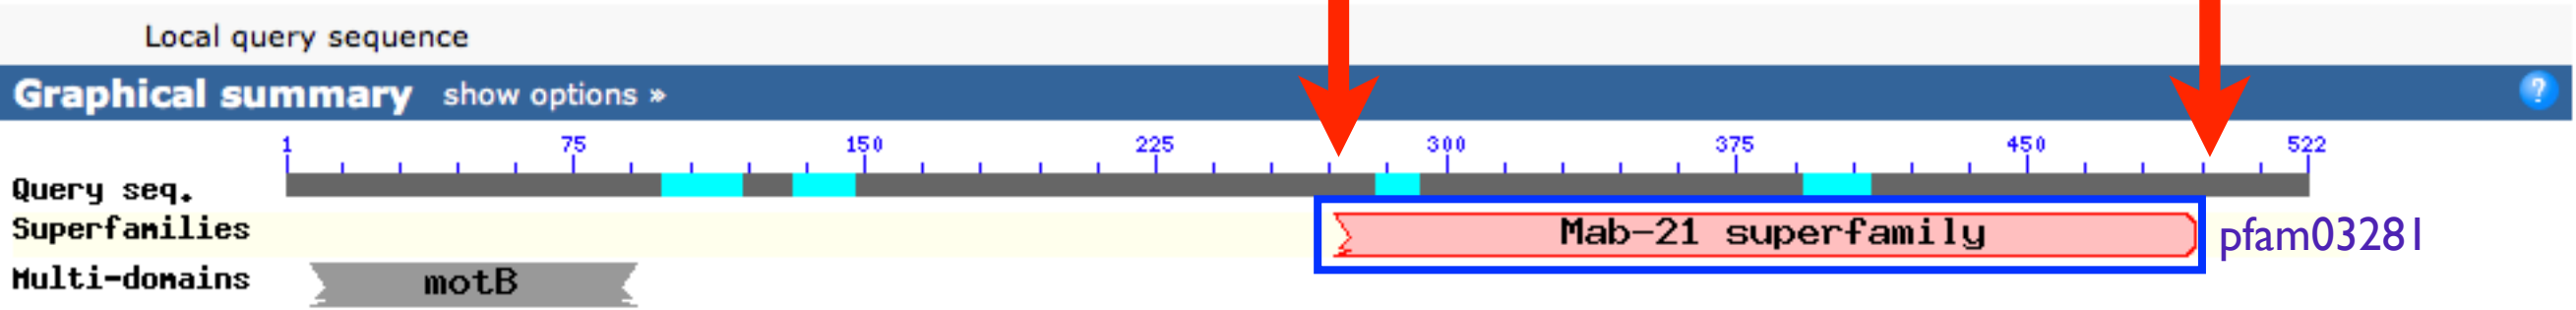 Local query sequence
Graphical summary show options »
?
1 75 150 225 300 375 450 522
Query seq.
Superfamilies Mab-21 superfamily pfam03281
Multi-domains motB